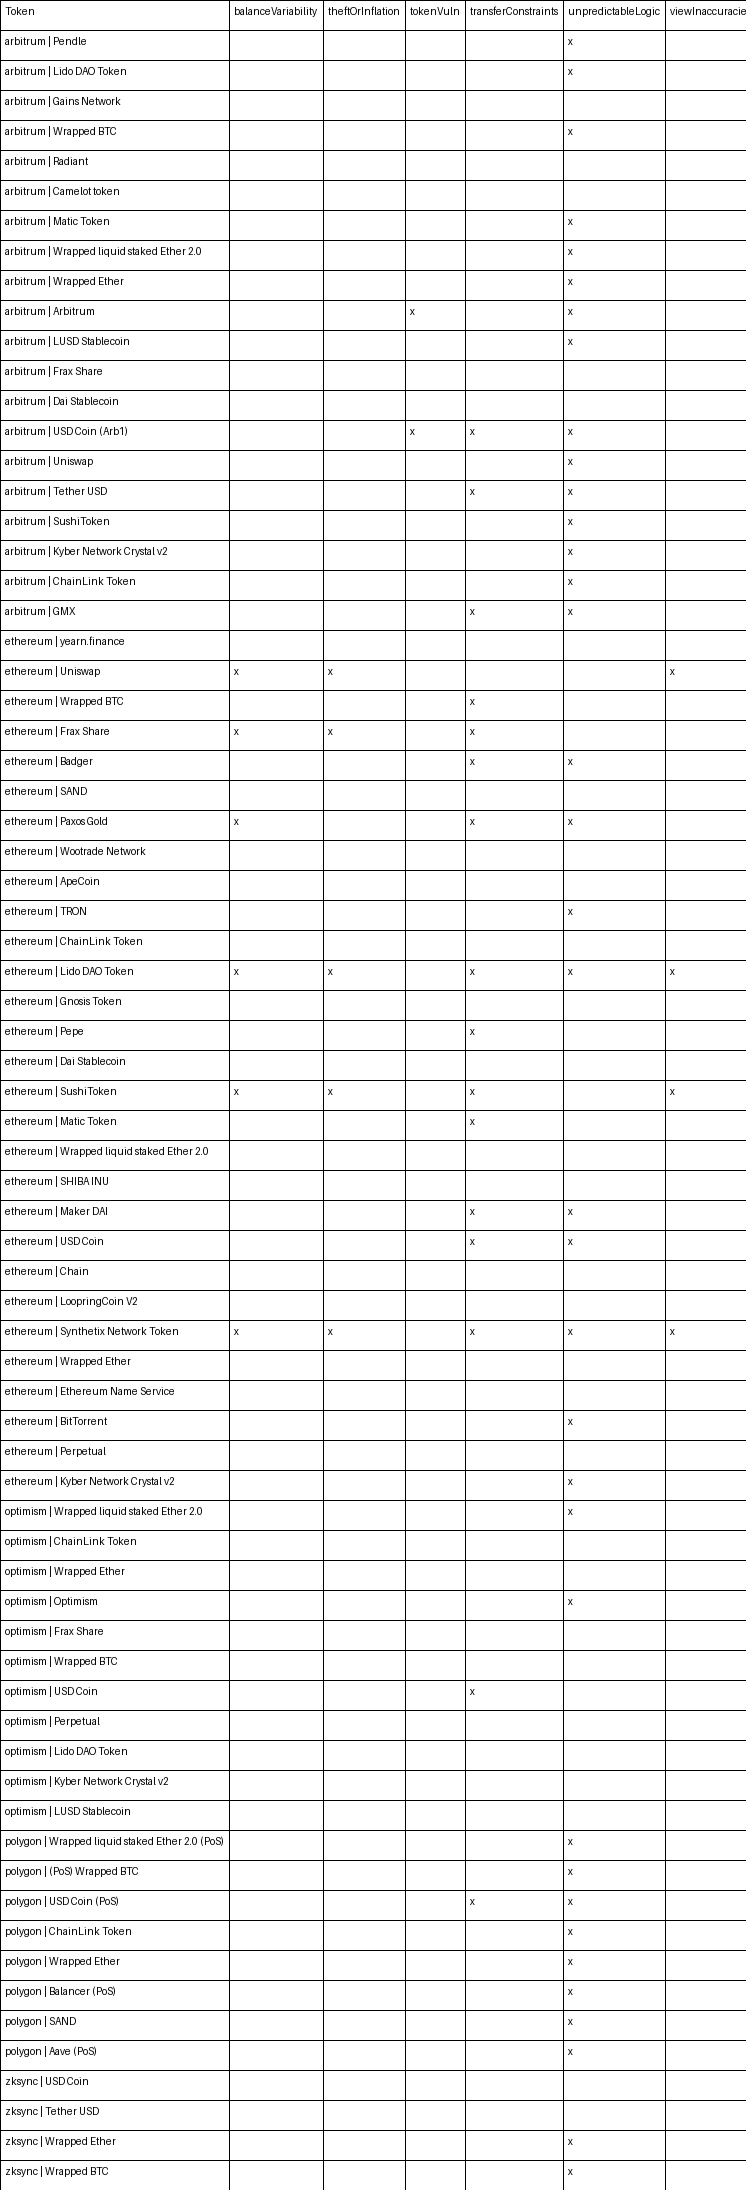 Token balanceVariability theftOrInflation tokenVuln transferConstraints unpredictableLogic viewInaccuracie
arbitrum | Pendle x
arbitrum | Lido DAO Token x
arbitrum | Gains Network
arbitrum | Wrapped BTC x
arbitrum | Radiant
arbitrum | Camelot token
arbitrum | Matic Token x
arbitrum | Wrapped liquid staked Ether 2.0 x
arbitrum | Wrapped Ether x
arbitrum | Arbitrum x x
arbitrum | LUSD Stablecoin x
arbitrum | Frax Share
arbitrum | Dai Stablecoin
arbitrum | USD Coin (Arb1) x x x
arbitrum | Uniswap x
arbitrum | Tether USD x x
arbitrum | SushiToken x
arbitrum | Kyber Network Crystal v2 x
arbitrum | ChainLink Token x
arbitrum | GMX x x
ethereum | yearn.finance
ethereum | Uniswap x x x
ethereum | Wrapped BTC x
ethereum | Frax Share x x x
ethereum | Badger x x
ethereum | SAND
ethereum | Paxos Gold x x x
ethereum | Wootrade Network
ethereum | ApeCoin
ethereum | TRON x
ethereum | ChainLink Token
ethereum | Lido DAO Token x x x x x
ethereum | Gnosis Token
ethereum | Pepe x
ethereum | Dai Stablecoin
ethereum | SushiToken x x x x
ethereum | Matic Token x
ethereum | Wrapped liquid staked Ether 2.0
ethereum | SHIBA INU
ethereum | Maker DAI x x
ethereum | USD Coin x x
ethereum | Chain
ethereum | LoopringCoin V2
ethereum | Synthetix Network Token x x x x x
ethereum | Wrapped Ether
ethereum | Ethereum Name Service
ethereum | BitTorrent x
ethereum | Perpetual
ethereum | Kyber Network Crystal v2 x
optimism | Wrapped liquid staked Ether 2.0 x
optimism | ChainLink Token
optimism | Wrapped Ether
optimism | Optimism x
optimism | Frax Share
optimism | Wrapped BTC
optimism | USD Coin x
optimism | Perpetual
optimism | Lido DAO Token
optimism | Kyber Network Crystal v2
optimism | LUSD Stablecoin
polygon | Wrapped liquid staked Ether 2.0 (PoS) x
polygon | (PoS) Wrapped BTC x
polygon | USD Coin (PoS) x x
polygon | ChainLink Token x
polygon | Wrapped Ether x
polygon | Balancer (PoS) x
polygon | SAND x
polygon | Aave (PoS) x
zksync | USD Coin
zksync | Tether USD
zksync | Wrapped Ether x
zksync | Wrapped BTC x